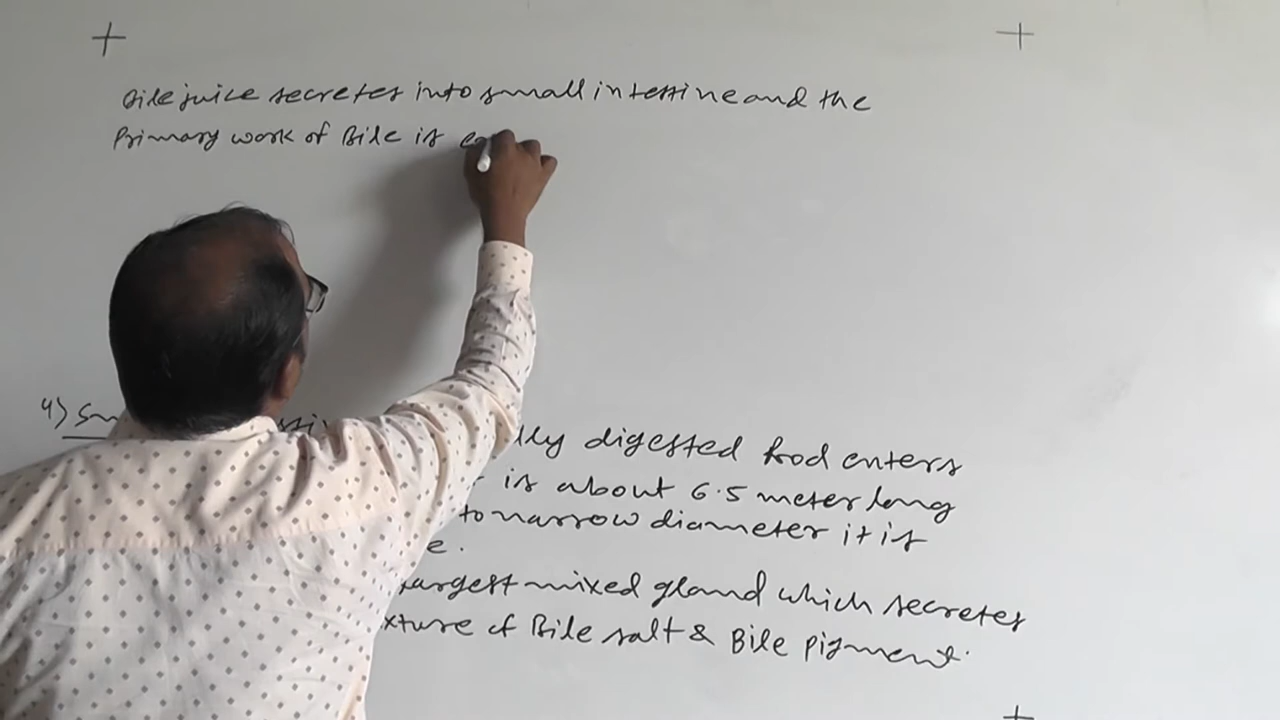 Bile juice secretes into small intestine and the
Primary work of Bile is
4) Sm
lly digested food enters
is about 6.5 meter long
to narrow diameter it is
e.
largest mixed gland which secretes
xture of Bile salt & Bile pigment.